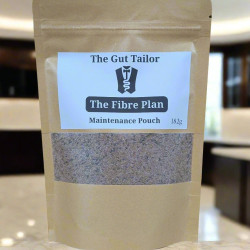 The Gut Tailor
The Fibre Plan
Maintenance Pouch